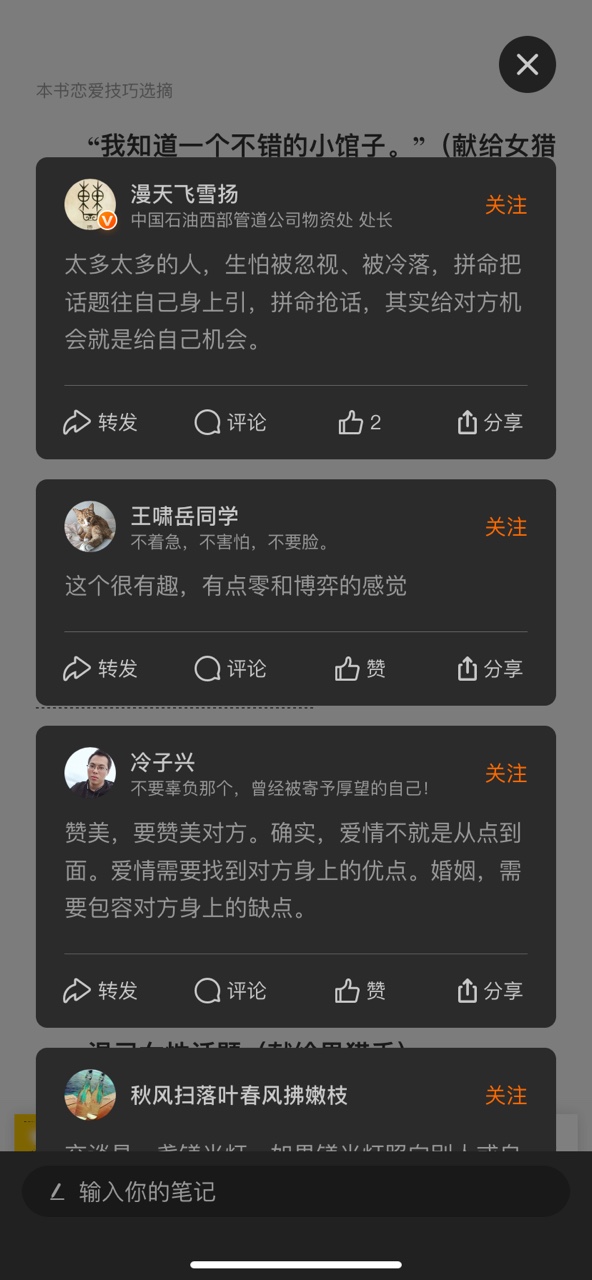 本书恋爱技巧选摘
“我知道一个不错的小馆子。”（献给女猎
漫天飞雪扬
关注
中国石油西部管道公司物资处 处长
太多太多的人，生怕被忽视、被冷落，拼命把
话题往自己身上引，拼命抢话，其实给对方机
会就是给自己机会。
转发 评论 2 分享
王啸岳同学
关注
不着急，不害怕，不要脸。
这个很有趣，有点零和博弈的感觉
转发 评论 赞 分享
冷子兴
关注
不要辜负那个，曾经被寄予厚望的自己！
赞美，要赞美对方。确实，爱情不就是从点到
面。爱情需要找到对方身上的优点。婚姻，需
要包容对方身上的缺点。
转发 评论 赞 分享
秋风扫落叶春风拂嫩枝
关注
输入你的笔记